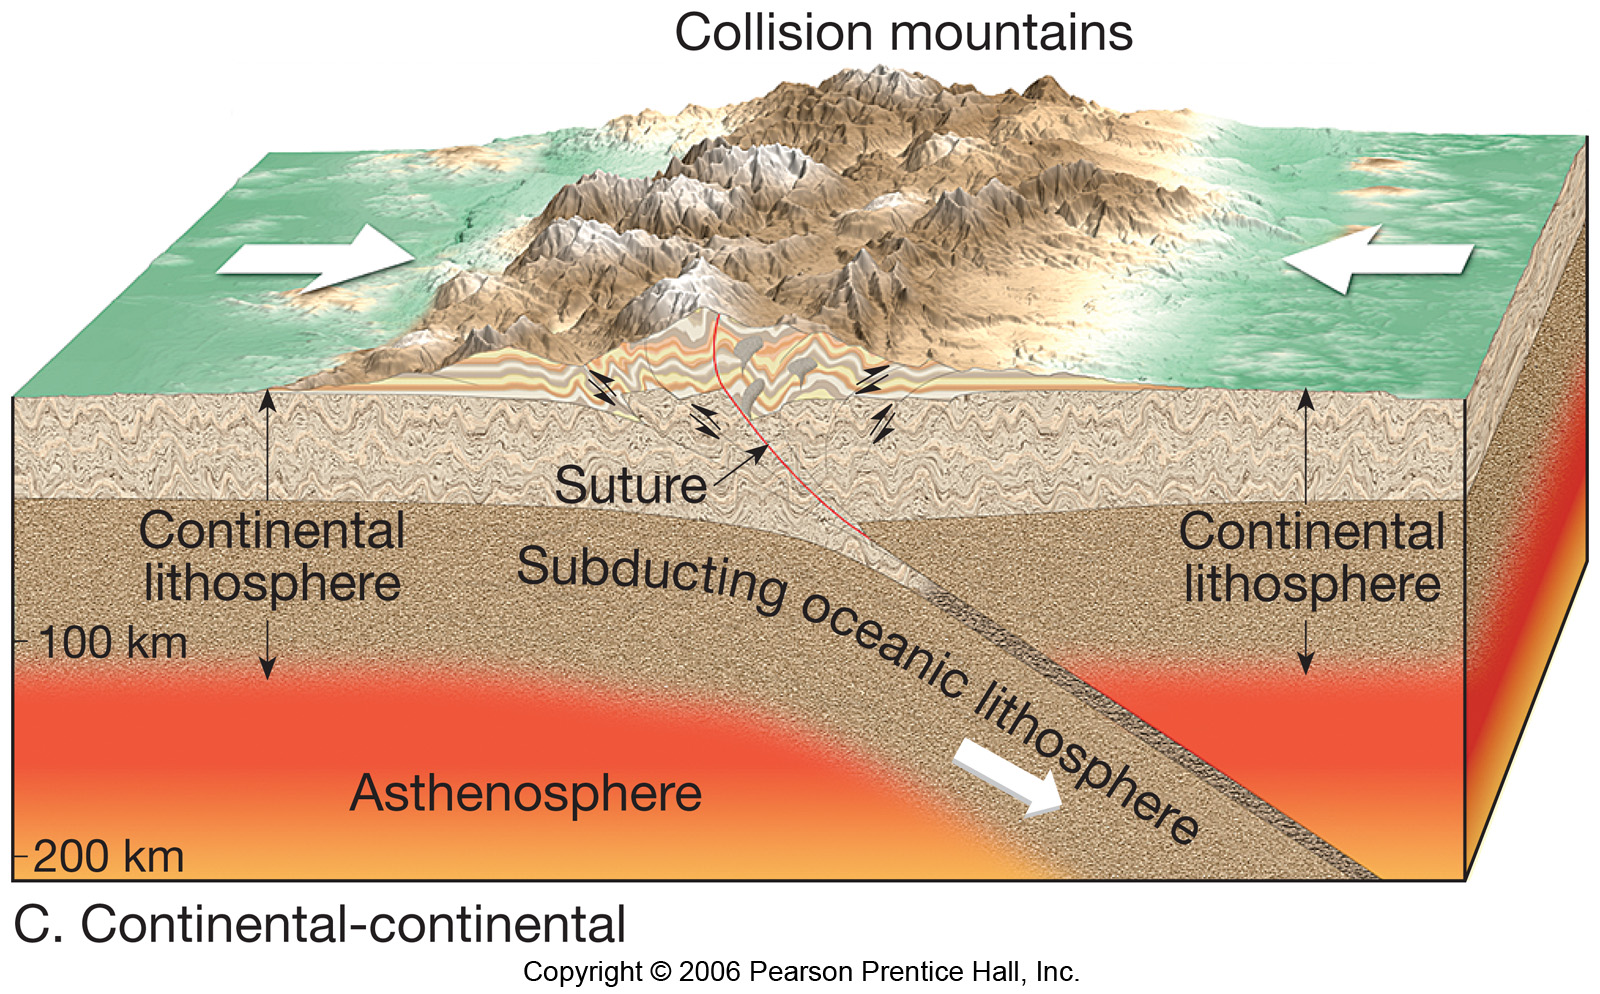 Collision mountains
Suture
Continental
lithosphere
Subducting oceanic lithosphere
Continental
lithosphere
100 km
Asthenosphere
200 km
C. Continental-continental
Copyright © 2006 Pearson Prentice Hall, Inc.